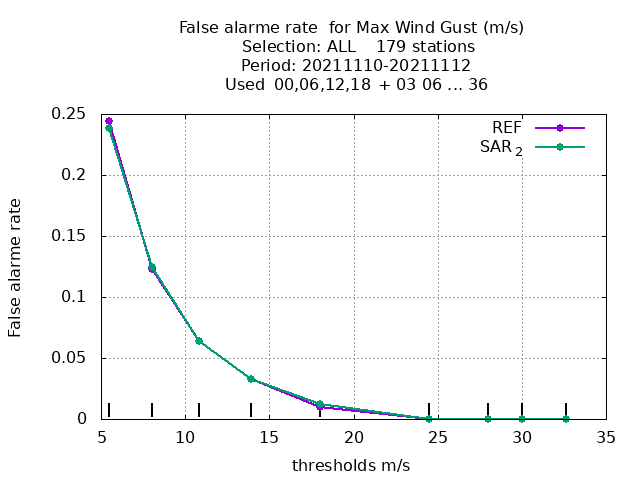 False alarme rate  for Max Wind Gust (m/s)
Selection: ALL    179 stations
Period: 20211110-20211112
Used  00,06,12,18  + 03 06 ... 36
REF
SAR 2
0.25
0.2
0.15
0.1
0.05
0
False alarme rate
5 10 15 20 25 30 35
thresholds m/s